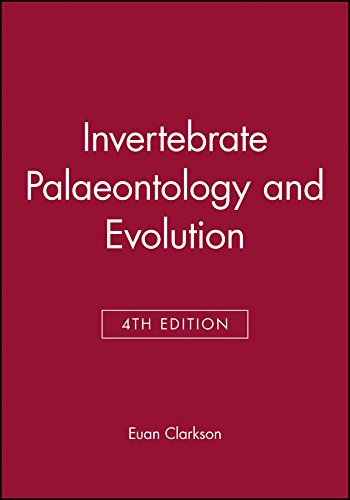 Invertebrate
Palaeontology and
Evolution
4TH EDITION
Euan Clarkson